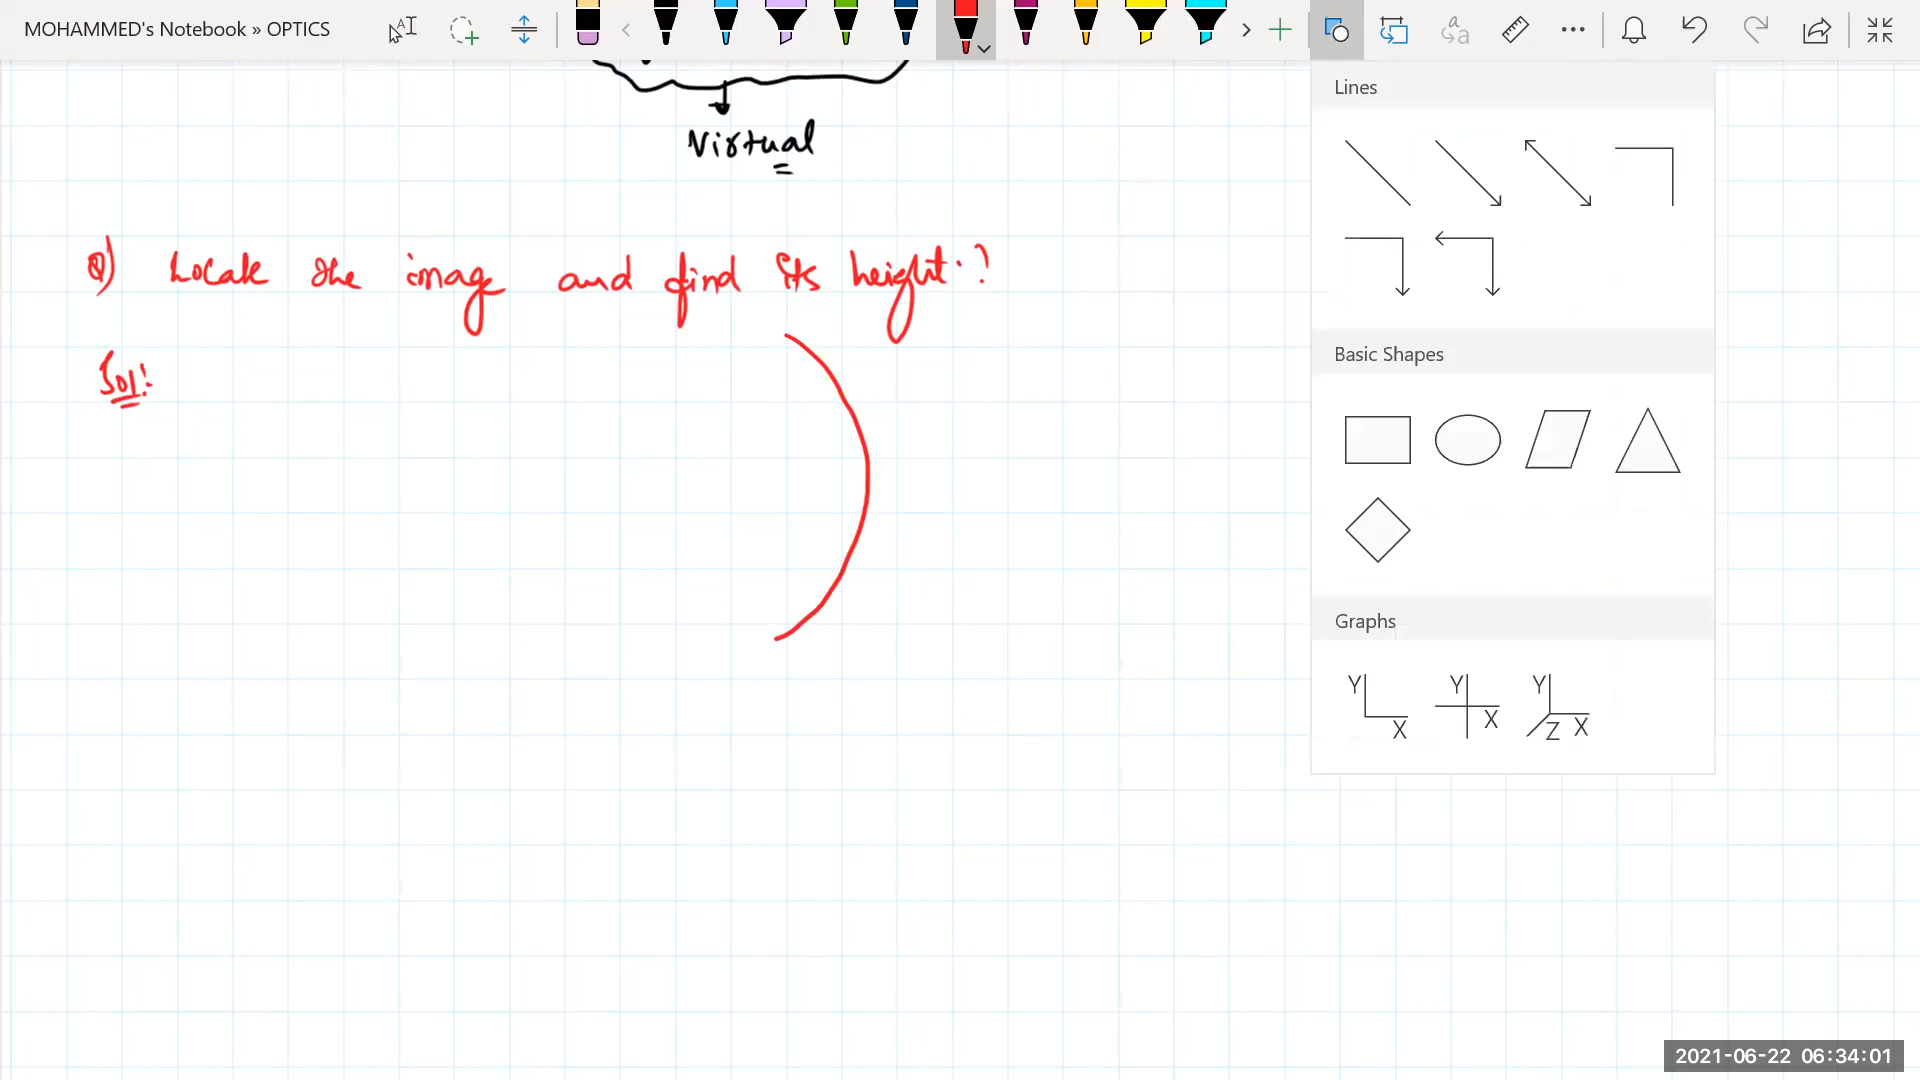 MOHAMMED's Notebook » OPTICS
Lines
Virtual
Q) Locate the image and find its height.?
Sol:
Basic Shapes
Graphs
Y X
Y X
Y Z X
2021-06-22 06:34:01